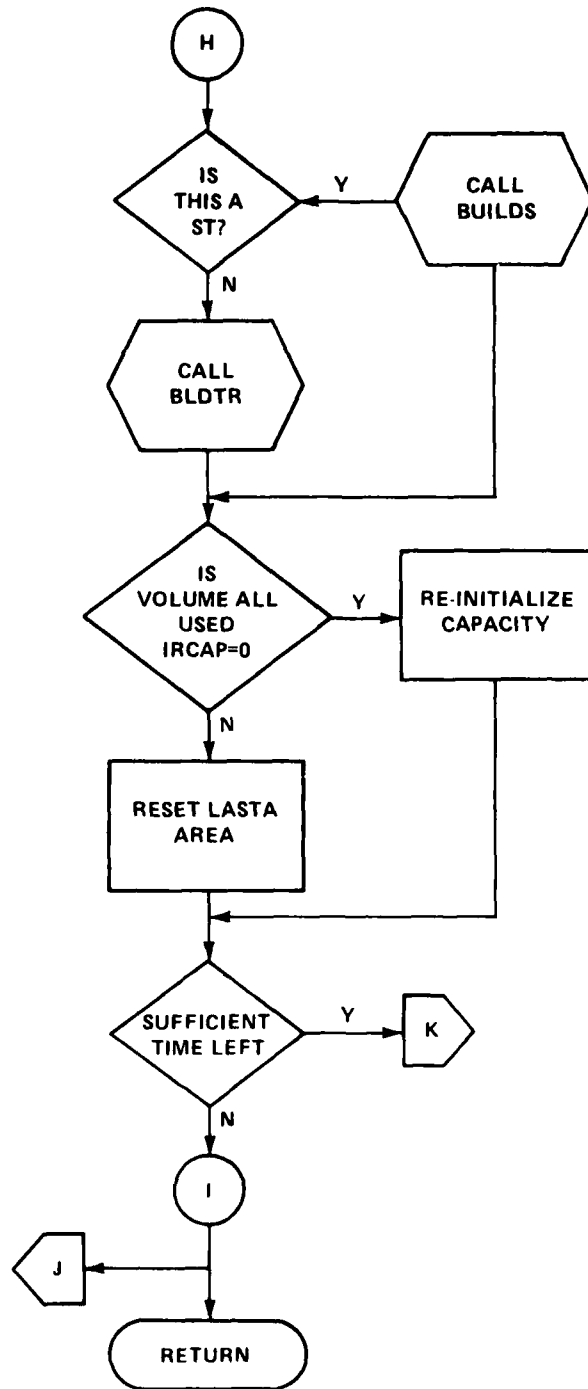 H
IS
THIS A
ST?
Y
CALL
BUILDS
N
CALL
BLDTR
IS
VOLUME ALL
USED
IRCAP=0
Y
RE-INITIALIZE
CAPACITY
N
RESET LASTA
AREA
SUFFICIENT
TIME LEFT
Y
K
N
I
J
RETURN